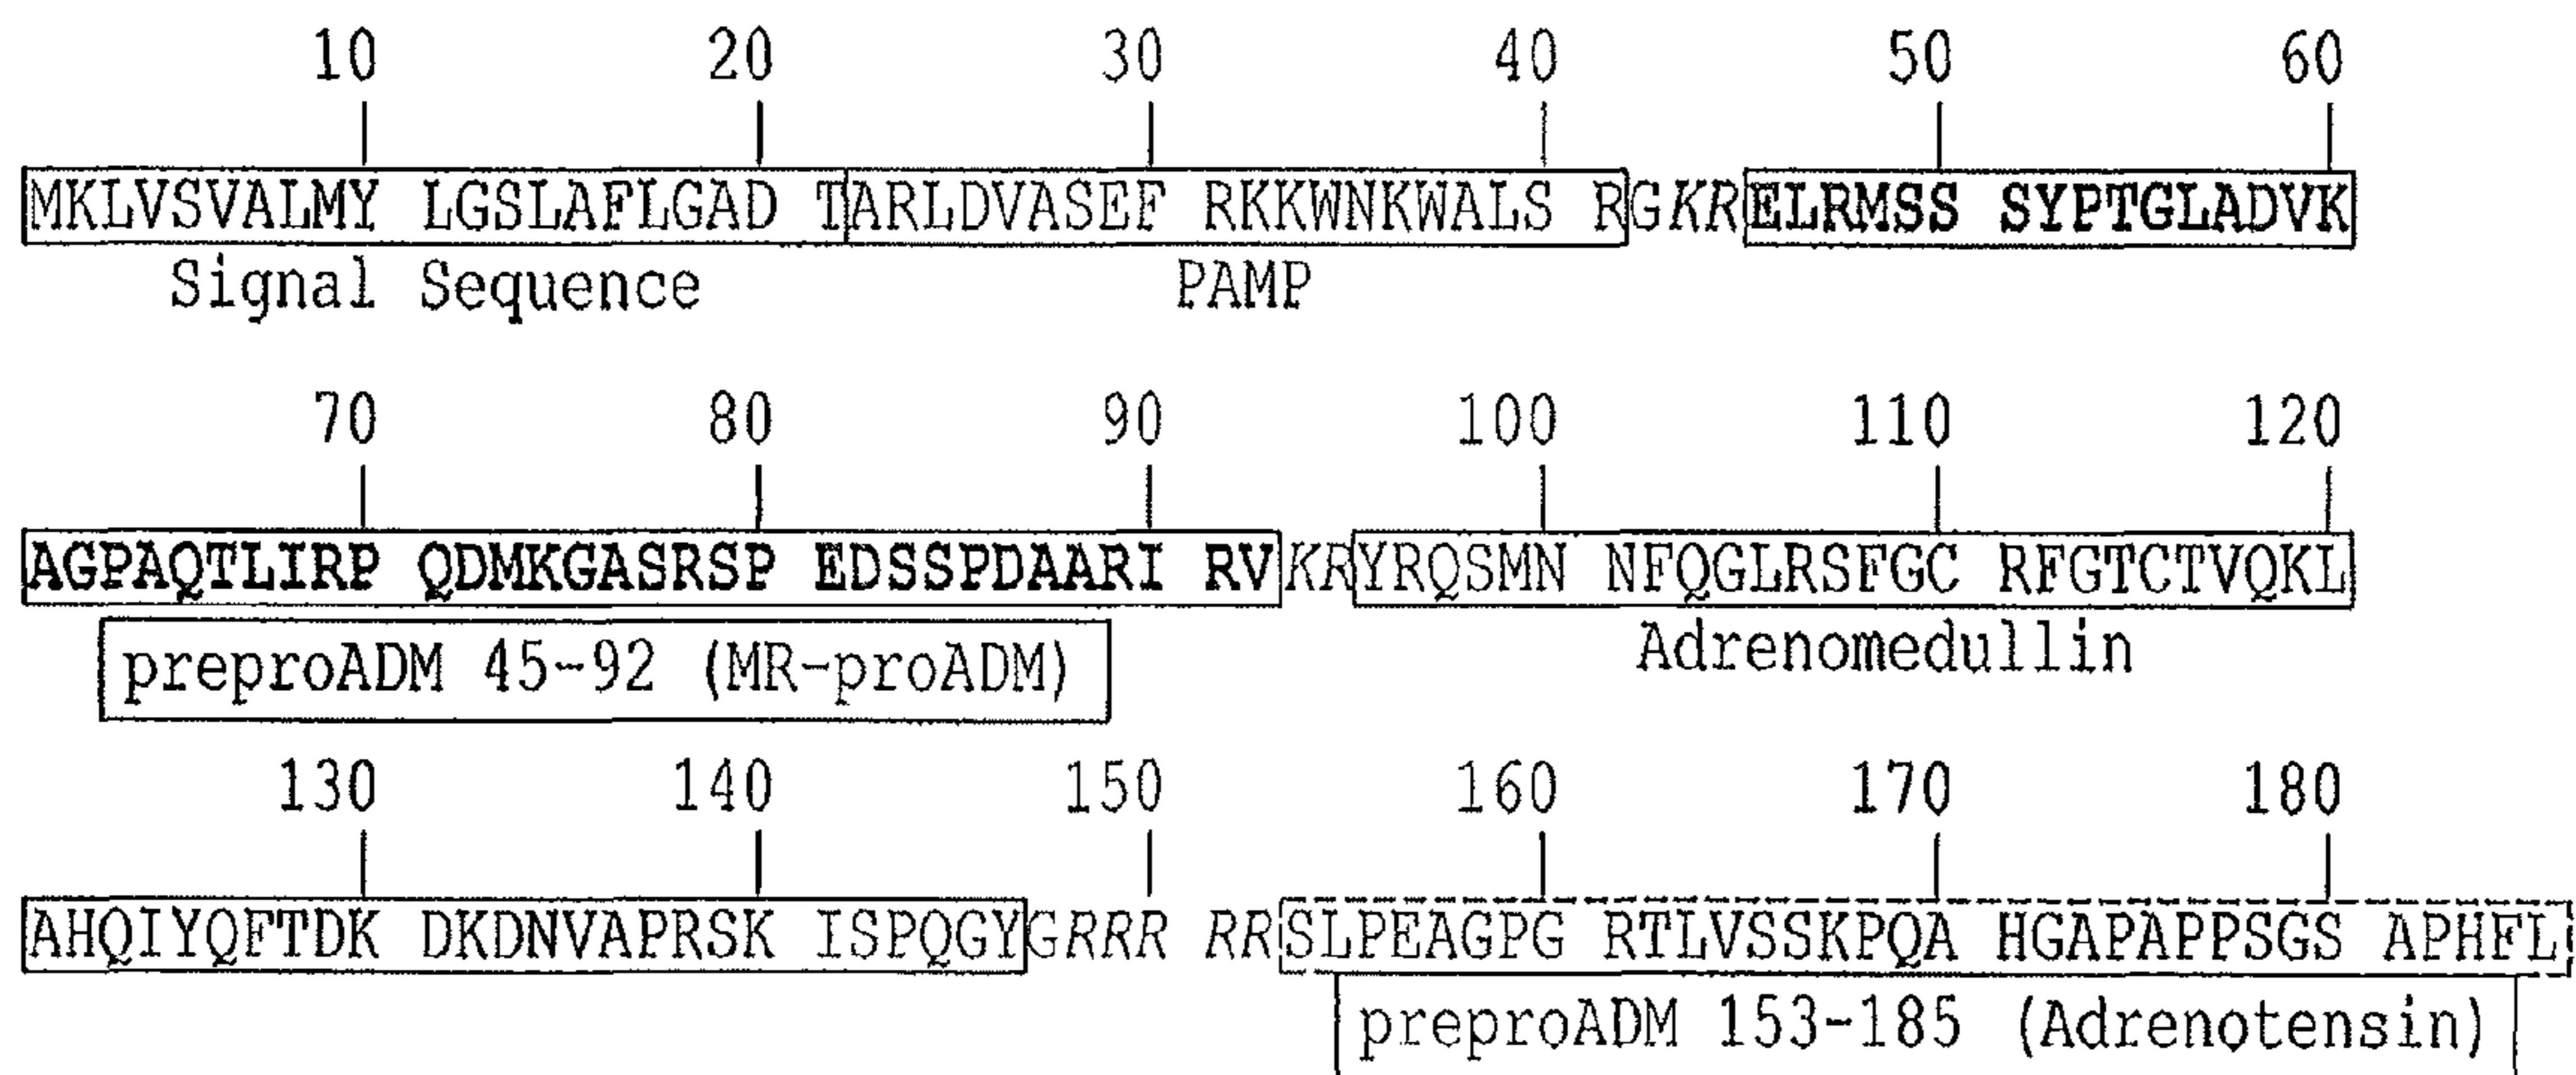 10 20 30 40 50 60
MKLVSVALMY LGSLAFLGAD TARLDVASEF RKKWNKWALS RGKRELRMSS SYPTGLADVK
Signal Sequence PAMP
70 80 90 100 110 120
AGPAQTLIRP QDMKGASRSP EDSSPDAARI RVKRYRQSMN NFQGLRSFGC RFGTCTVQKL
preproADM 45-92 (MR-proADM) Adrenomedullin
130 140 150 160 170 180
AHQIYQFTDK DKDNVAPRSK ISPQGYGRRR RRSLPEAGPG RTLVSSKPQA HGAPAPPSGS APHFL
preproADM 153-185 (Adrenotensin)